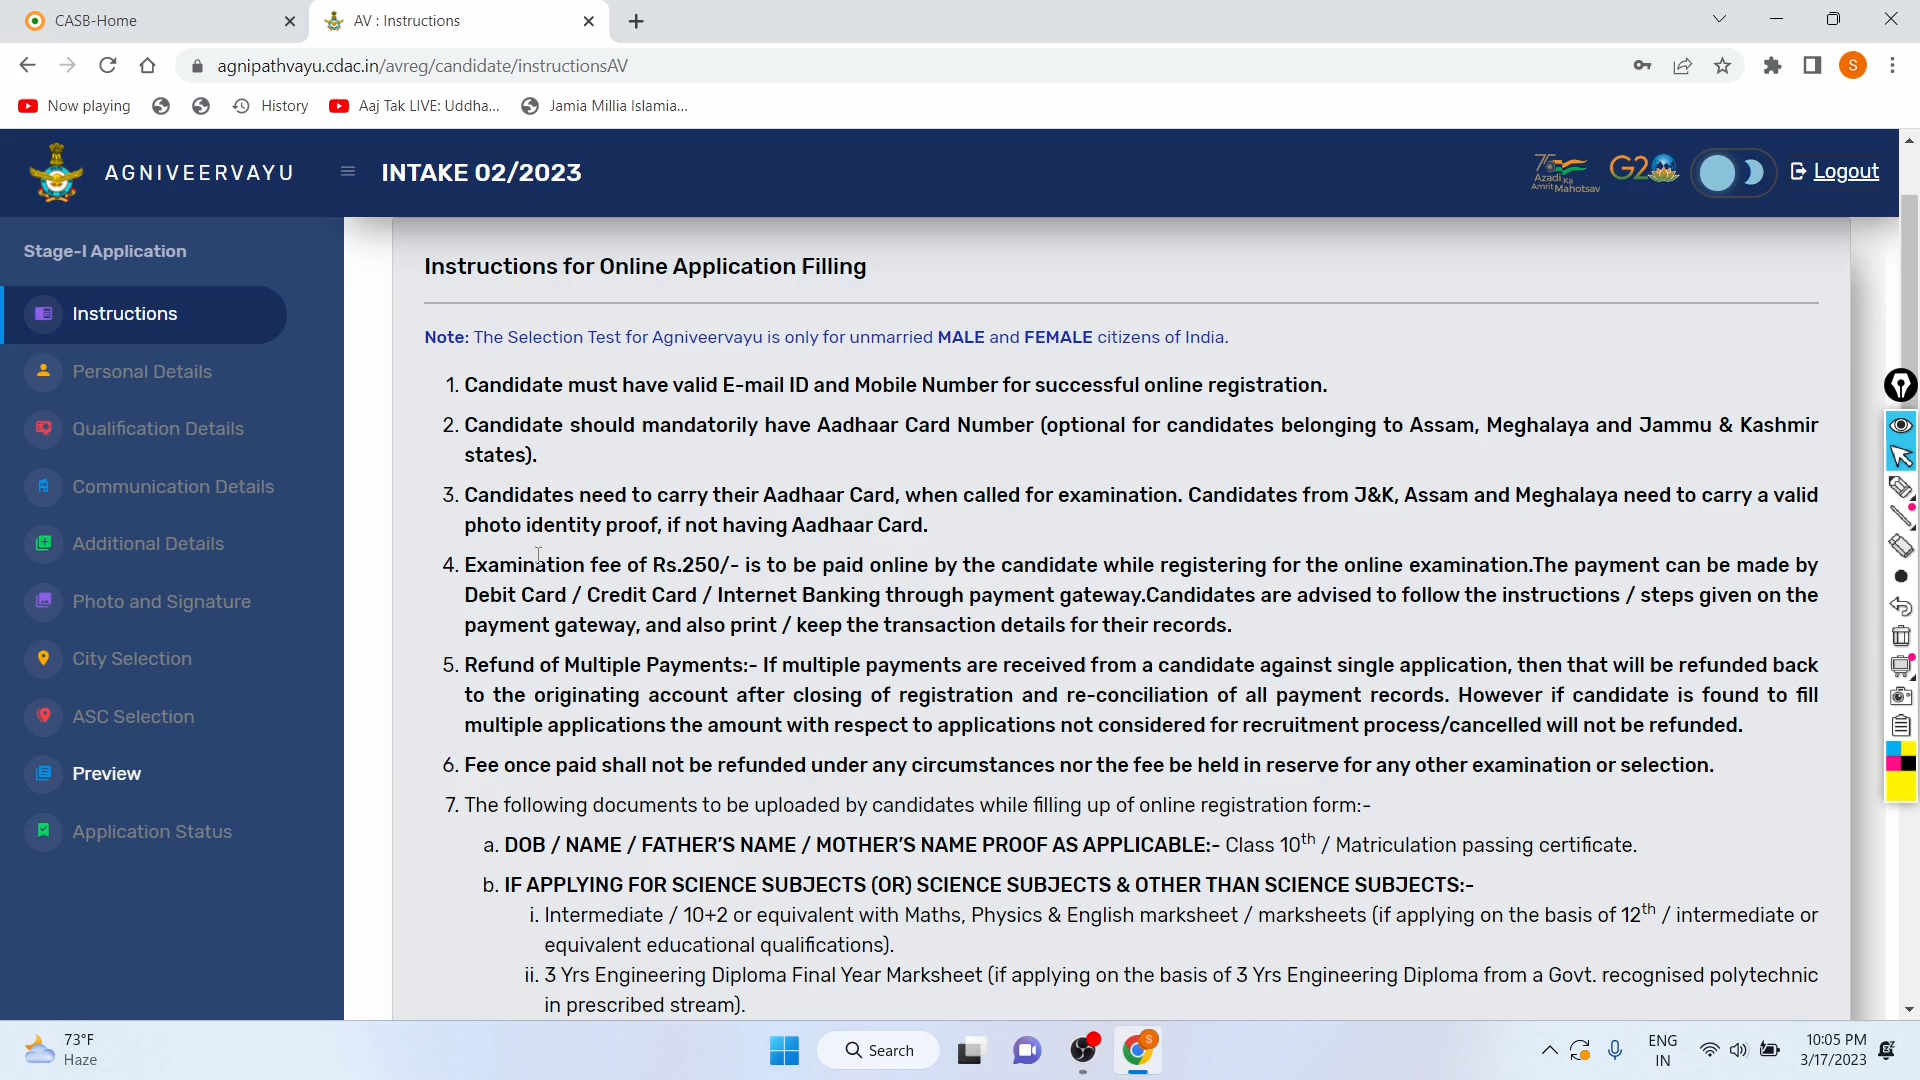 CASB-Home
AV : Instructions
agnipathvayu.cdac.in/avreg/candidate/instructionsAV
S
Now playing
History
Aaj Tak LIVE: Uddha...
Jamia Millia Islamia...
AGNIVEERVAYU
INTAKE 02/2023
75
Azadi Ka
Amrit Mahotsav
G20
Logout
Stage-I Application
Instructions
Personal Details
Qualification Details
Communication Details
Additional Details
Photo and Signature
City Selection
ASC Selection
Preview
Application Status
Instructions for Online Application Filling
Note: The Selection Test for Agniveervayu is only for unmarried MALE and FEMALE citizens of India.
1. Candidate must have valid E-mail ID and Mobile Number for successful online registration.
2. Candidate should mandatorily have Aadhaar Card Number (optional for candidates belonging to Assam, Meghalaya and Jammu & Kashmir
states).
3. Candidates need to carry their Aadhaar Card, when called for examination. Candidates from J&K, Assam and Meghalaya need to carry a valid
photo identity proof, if not having Aadhaar Card.
4. Examination fee of Rs.250/- is to be paid online by the candidate while registering for the online examination.The payment can be made by
Debit Card / Credit Card / Internet Banking through payment gateway.Candidates are advised to follow the instructions / steps given on the
payment gateway, and also print / keep the transaction details for their records.
5. Refund of Multiple Payments:- If multiple payments are received from a candidate against single application, then that will be refunded back
to the originating account after closing of registration and re-conciliation of all payment records. However if candidate is found to fill
multiple applications the amount with respect to applications not considered for recruitment process/cancelled will not be refunded.
6. Fee once paid shall not be refunded under any circumstances nor the fee be held in reserve for any other examination or selection.
7. The following documents to be uploaded by candidates while filling up of online registration form:-
a. DOB / NAME / FATHER'S NAME / MOTHER'S NAME PROOF AS APPLICABLE:- Class 10th / Matriculation passing certificate.
b. IF APPLYING FOR SCIENCE SUBJECTS (OR) SCIENCE SUBJECTS & OTHER THAN SCIENCE SUBJECTS:-
i. Intermediate / 10+2 or equivalent with Maths, Physics & English marksheet / marksheets (if applying on the basis of 12th / intermediate or
equivalent educational qualifications).
ii. 3 Yrs Engineering Diploma Final Year Marksheet (if applying on the basis of 3 Yrs Engineering Diploma from a Govt. recognised polytechnic
in prescribed stream).
73°F
Haze
Search
S
ENG
IN
10:05 PM
3/17/2023